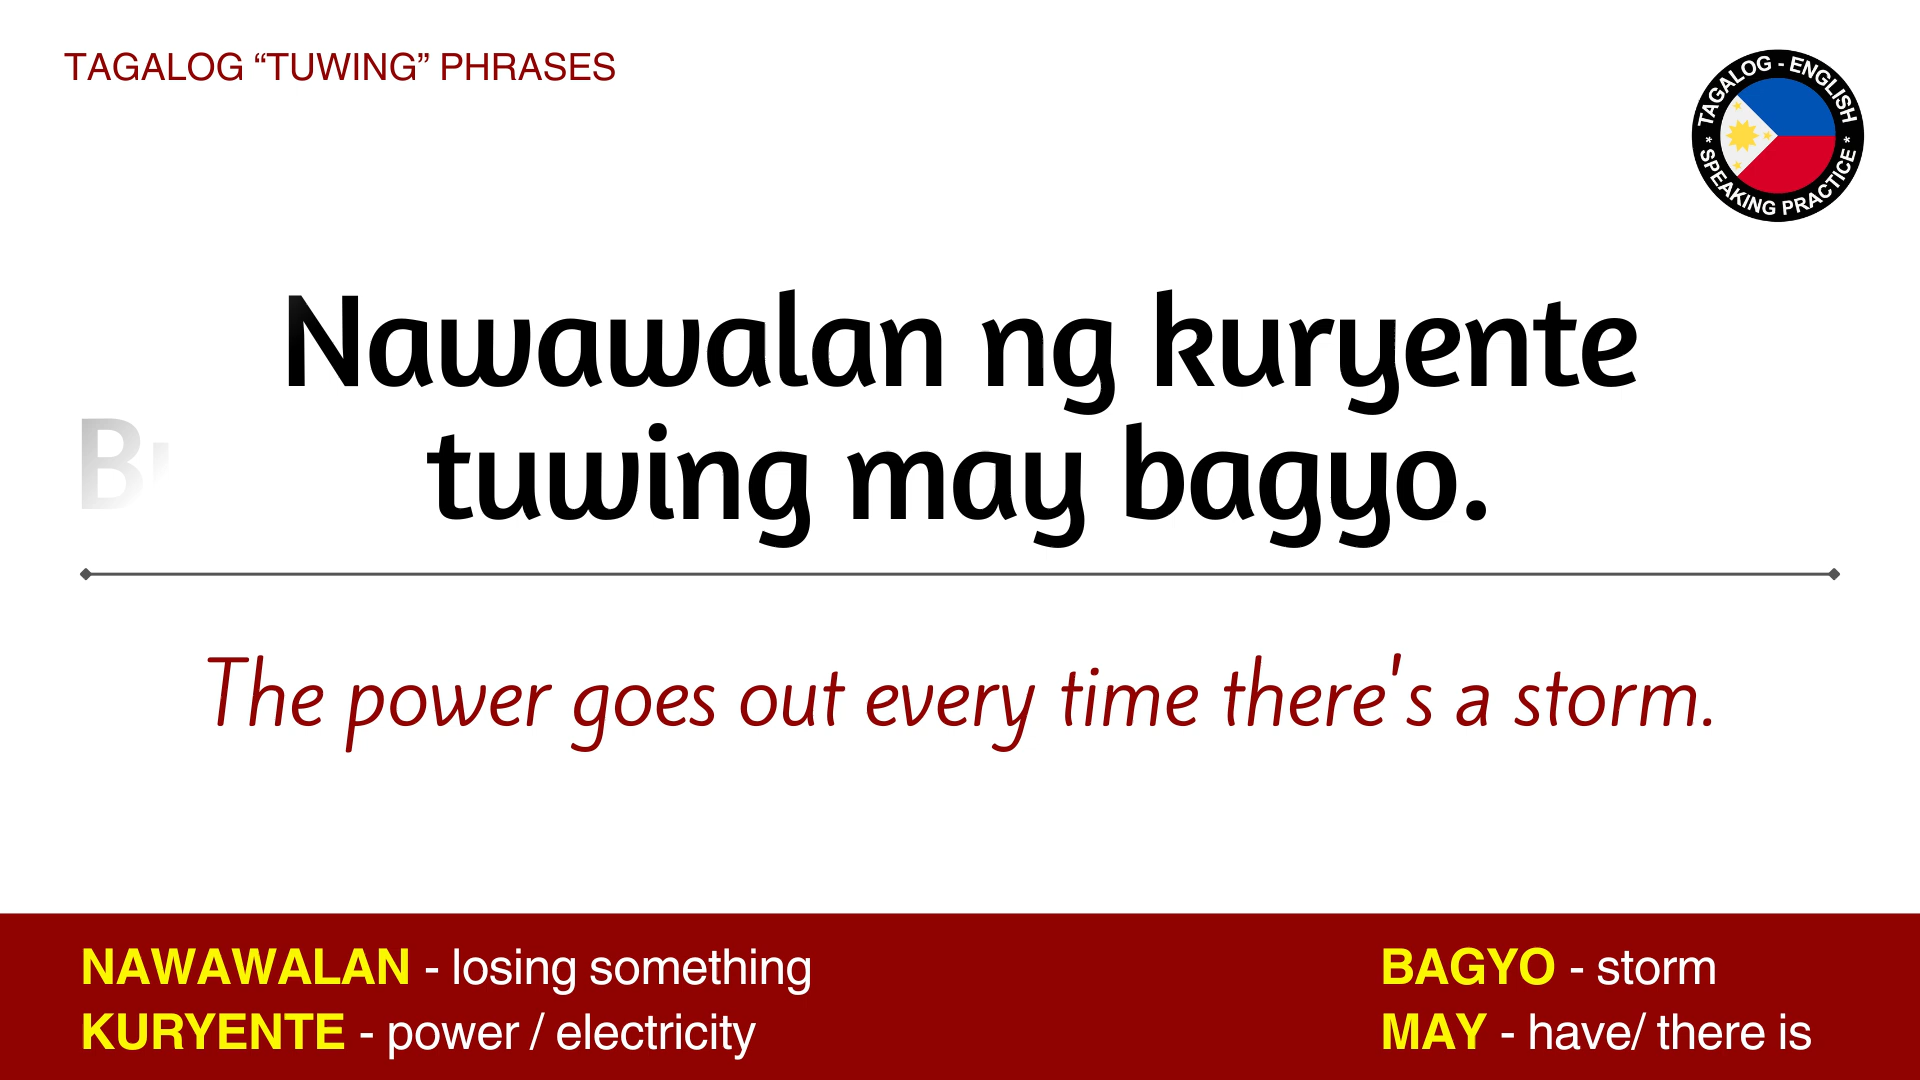 TAGALOG “TUWING” PHRASES
TAGALOG - ENGLISH
* SPEAKING PRACTICE *
Nawawalan ng kuryente
tuwing may bagyo.
The power goes out every time there's a storm.
NAWAWALAN - losing something
KURYENTE - power / electricity
BAGYO - storm
MAY - have/ there is